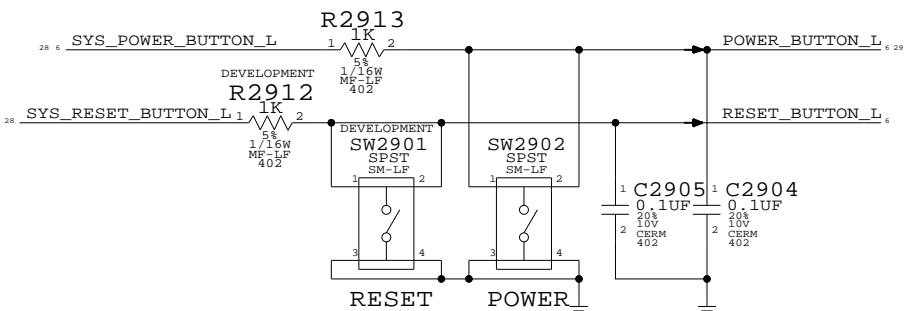 R2913
28 6 SYS_POWER_BUTTON_L 1 1K 2 POWER_BUTTON_L 6 29
5%
1/16W
MF-LF
402
DEVELOPMENT
R2912
28 SYS_RESET_BUTTON_L 1 1K 2 RESET_BUTTON_L 6
5%
1/16W
MF-LF
402
DEVELOPMENT
SW2901
SPST
SM-LF
1 2
3 4
RESET
SW2902
SPST
SM-LF
1 2
3 4
POWER
1 C2905
0.1UF
20%
2 10V
CERM
402
1 C2904
0.1UF
20%
2 10V
CERM
402